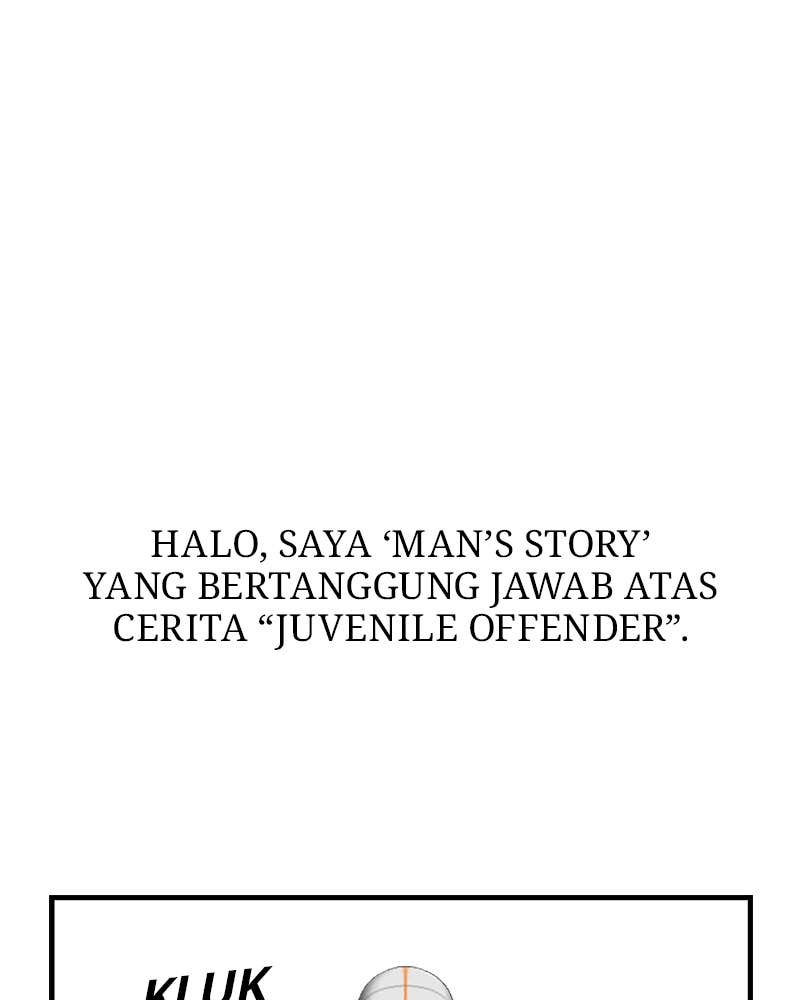 HALO, SAYA ‘MAN’S STORY’
YANG BERTANGGUNG JAWAB ATAS
CERITA “JUVENILE OFFENDER”.
KLUK